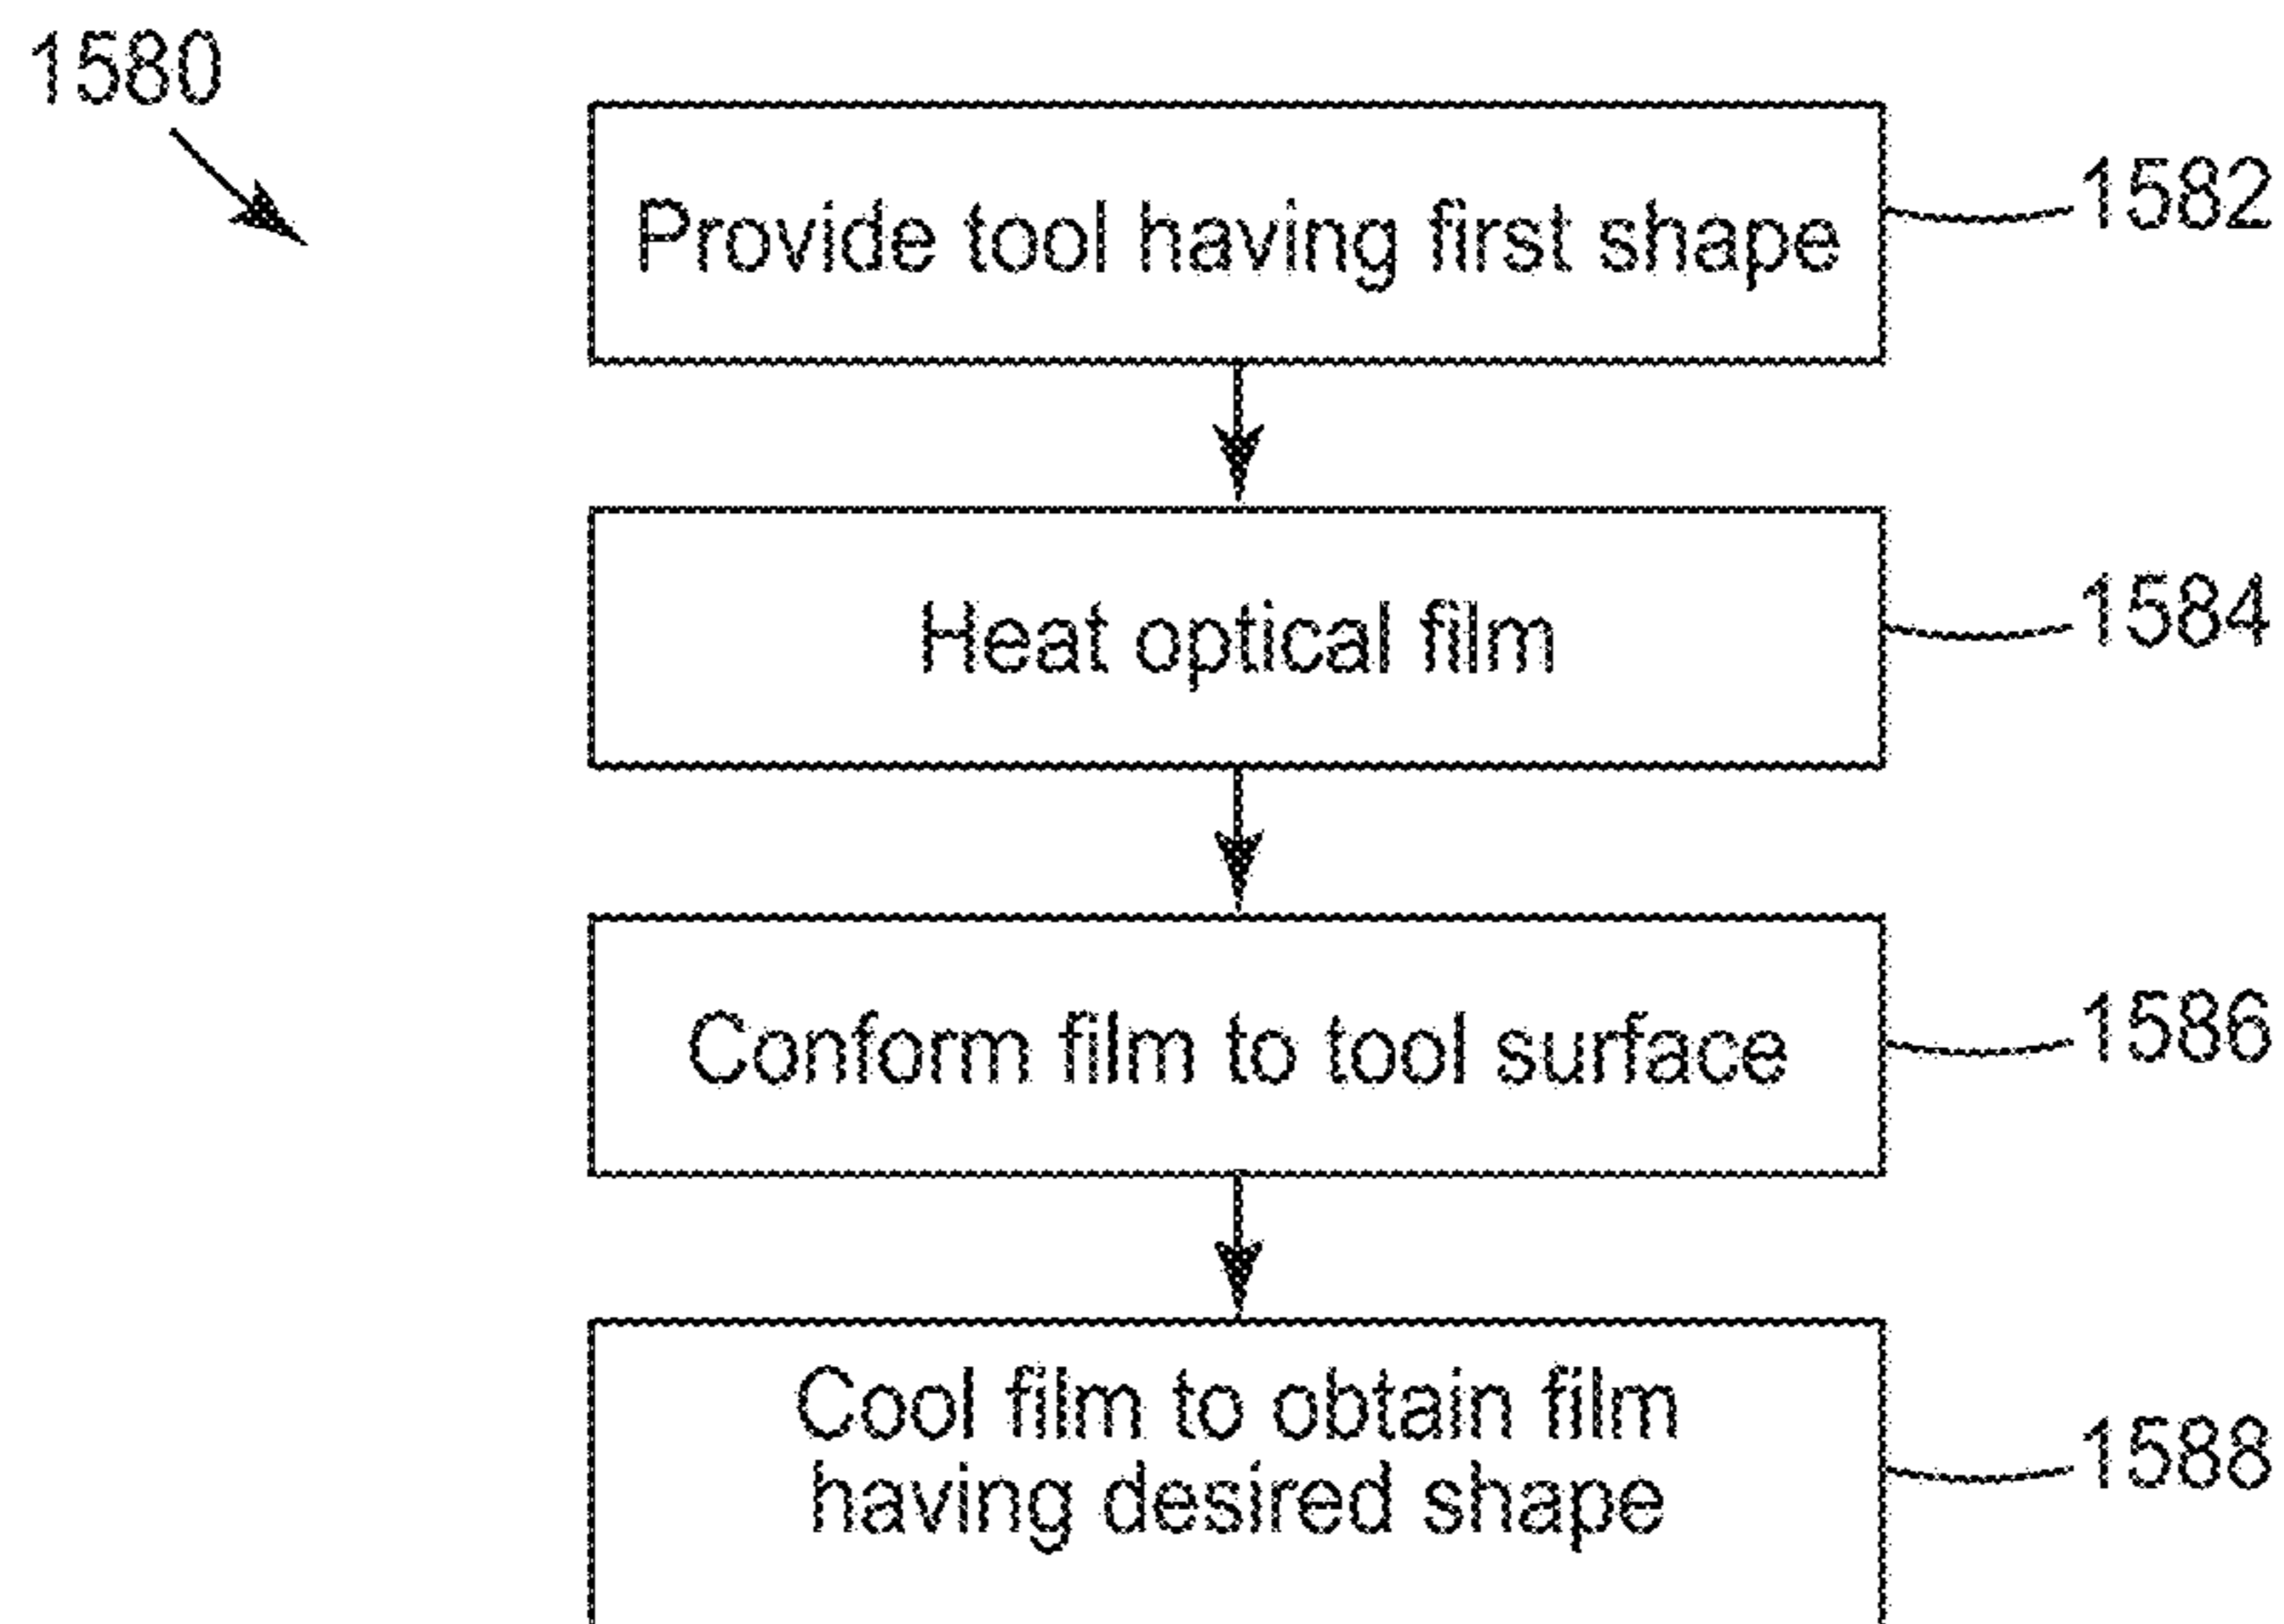 1580
Provide tool having first shape
1582
Heat optical film
1584
Conform film to tool surface
1586
Cool film to obtain film
having desired shape
1588